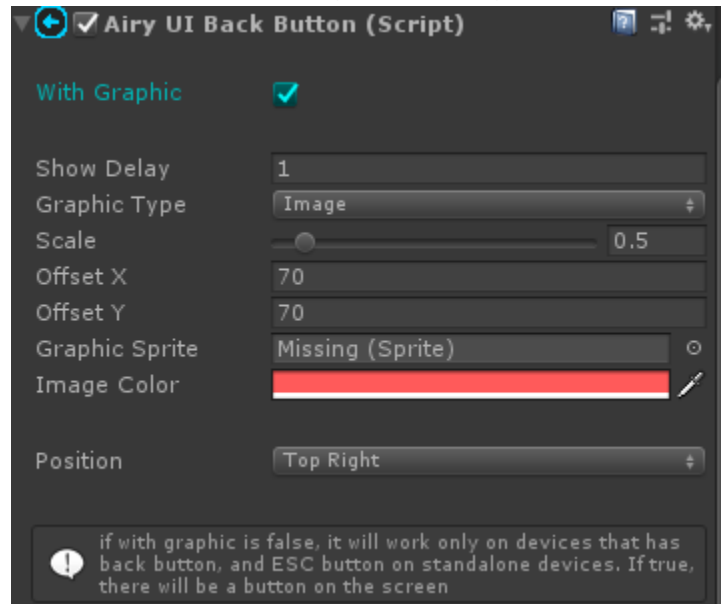 Airy UI Back Button (Script)
With Graphic
Show Delay 1
Graphic Type Image
Scale 0.5
Offset X 70
Offset Y 70
Graphic Sprite Missing (Sprite)
Image Color
Position Top Right
if with graphic is false, it will work only on devices that has
back button, and ESC button on standalone devices. If true,
there will be a button on the screen